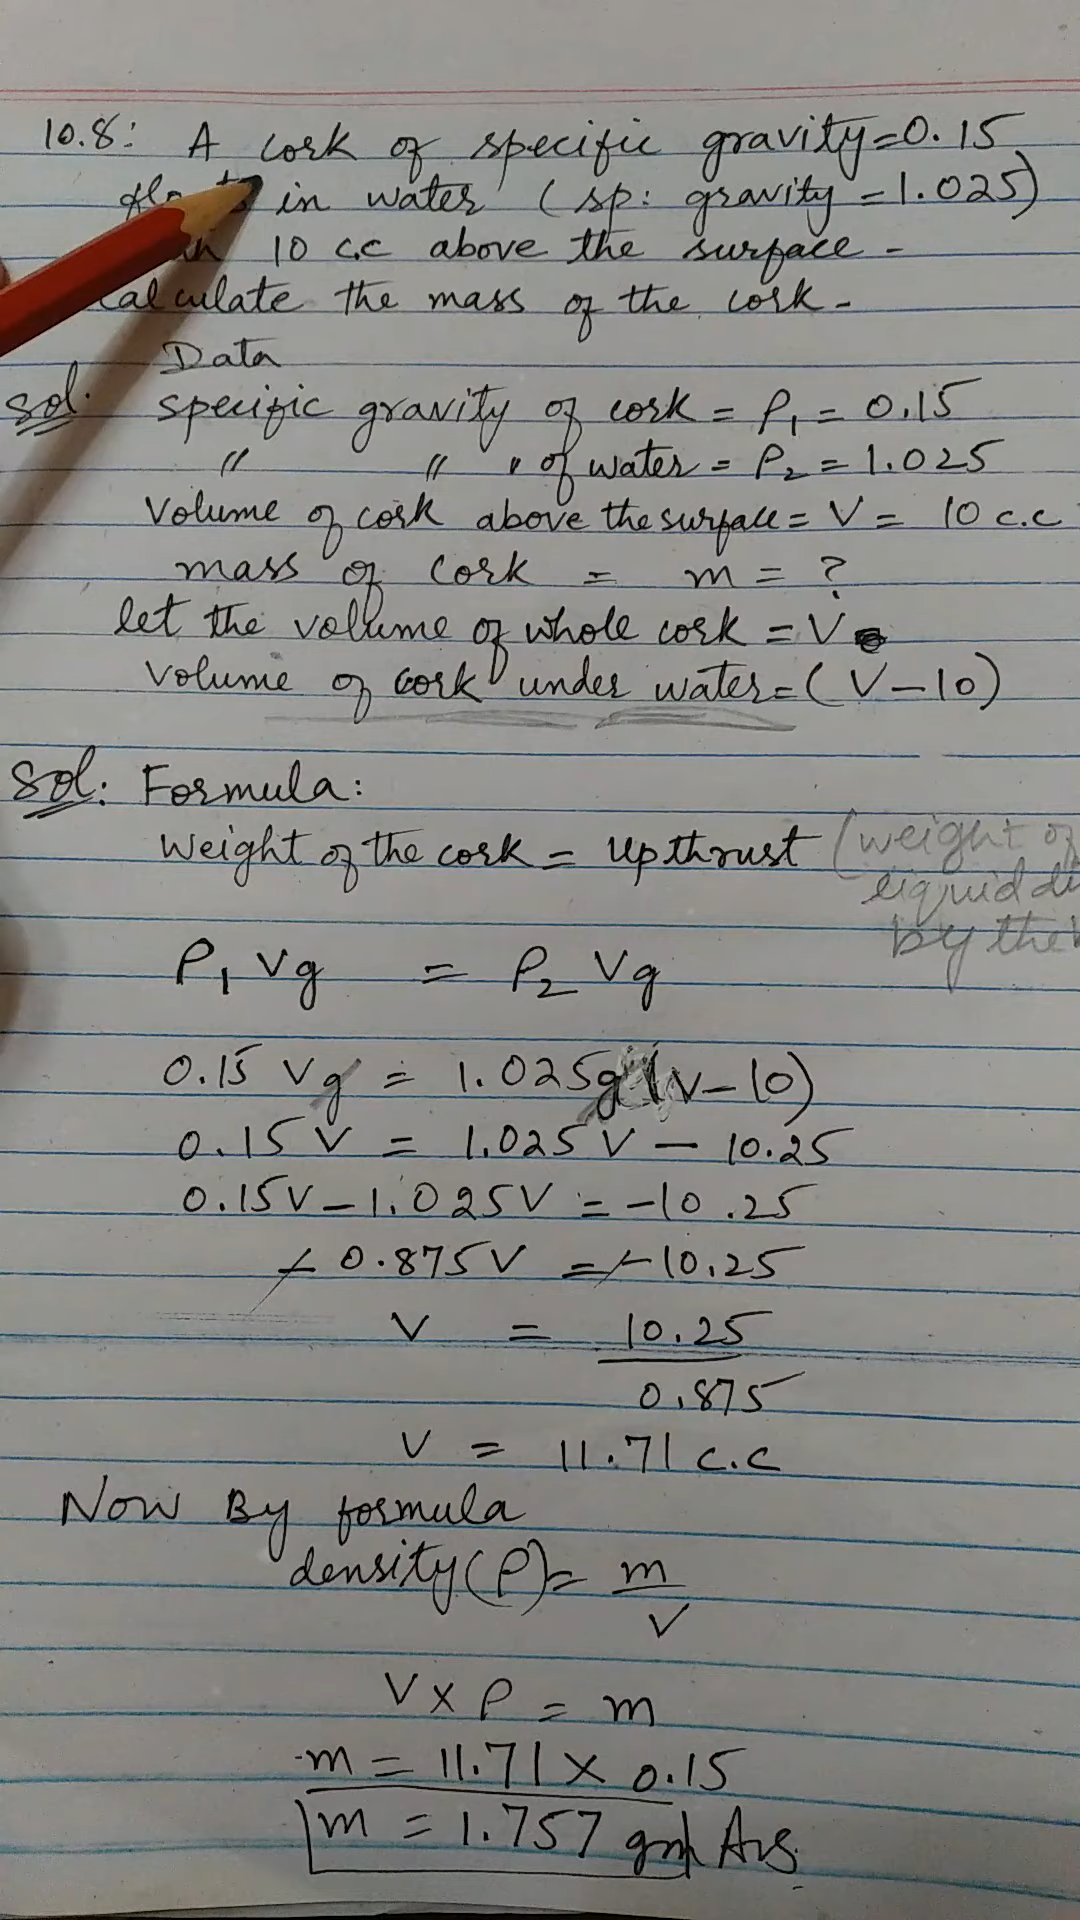 10.8: A cork of specific gravity=0.15
in water (sp: gravity =1.025)
10 c.c above the surface -
calculate the mass of the cork-
Data
sol. specific gravity of cork = ρ₁ = 0.15
" " " of water = ρ₂ = 1.025
Volume of cork above the surface = V = 10 c.c
mass of cork = m = ?
let the volume of whole cork = V
Volume of cork under water=(V-10)
Sol: Formula:
Weight of the cork = upthrust (weight of
liquid di
by the
ρ₁ Vg = ρ₂ Vg
0.15 Vg = 1.025g (V-10)
0.15 V = 1.025 V - 10.25
0.15V - 1.025V = -10.25
- 0.875 V = -10.25
V = 10.25
0.875
V = 11.71 c.c
Now By formula
density(ρ)= m
V
V x ρ = m
m = 11.71 x 0.15
m = 1.757 gm Ans.